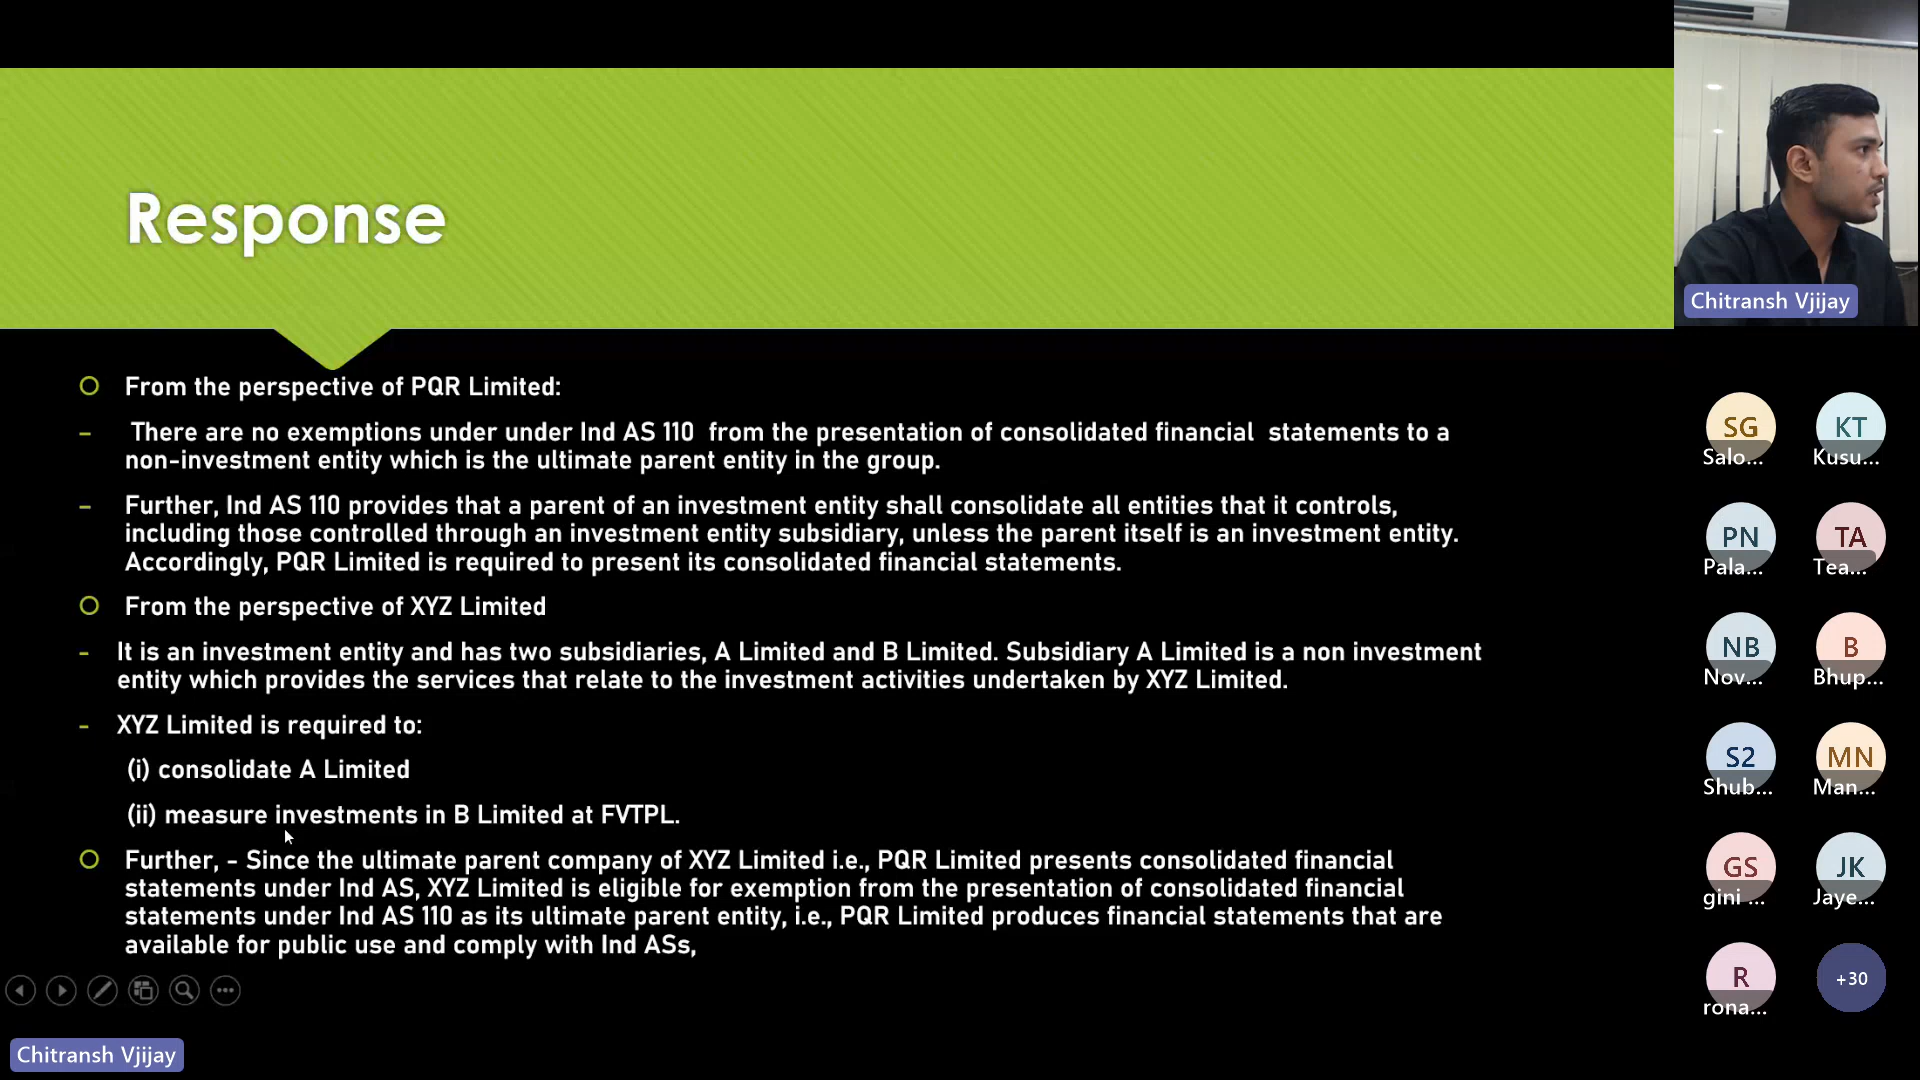 Response
From the perspective of PQR Limited:
- There are no exemptions under under Ind AS 110 from the presentation of consolidated financial statements to a
non-investment entity which is the ultimate parent entity in the group.
- Further, Ind AS 110 provides that a parent of an investment entity shall consolidate all entities that it controls,
including those controlled through an investment entity subsidiary, unless the parent itself is an investment entity.
Accordingly, PQR Limited is required to present its consolidated financial statements.
From the perspective of XYZ Limited
- It is an investment entity and has two subsidiaries, A Limited and B Limited. Subsidiary A Limited is a non investment
entity which provides the services that relate to the investment activities undertaken by XYZ Limited.
- XYZ Limited is required to:
(i) consolidate A Limited
(ii) measure investments in B Limited at FVTPL.
Further, - Since the ultimate parent company of XYZ Limited i.e., PQR Limited presents consolidated financial
statements under Ind AS, XYZ Limited is eligible for exemption from the presentation of consolidated financial
statements under Ind AS 110 as its ultimate parent entity, i.e., PQR Limited produces financial statements that are
available for public use and comply with Ind ASs,
Chitransh Vjijay
Chitransh Vjijay
SG KT
Salo... Kusu...
PN TA
Pala... Tea...
NB B
Nov... Bhup...
S2 MN
Shub... Man...
GS JK
gini ... Jaye...
R +30
rona...